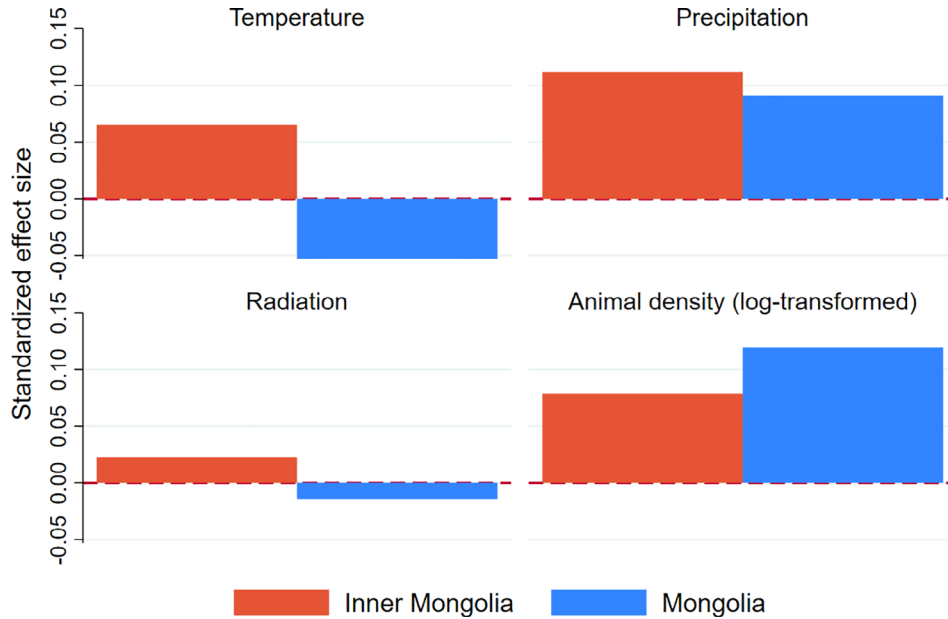 Temperature
Precipitation
Standardized effect size
0.15
0.10
0.05
0.00
-0.05
Radiation
Animal density (log-transformed)
0.15
0.10
0.05
0.00
-0.05
Inner Mongolia
Mongolia